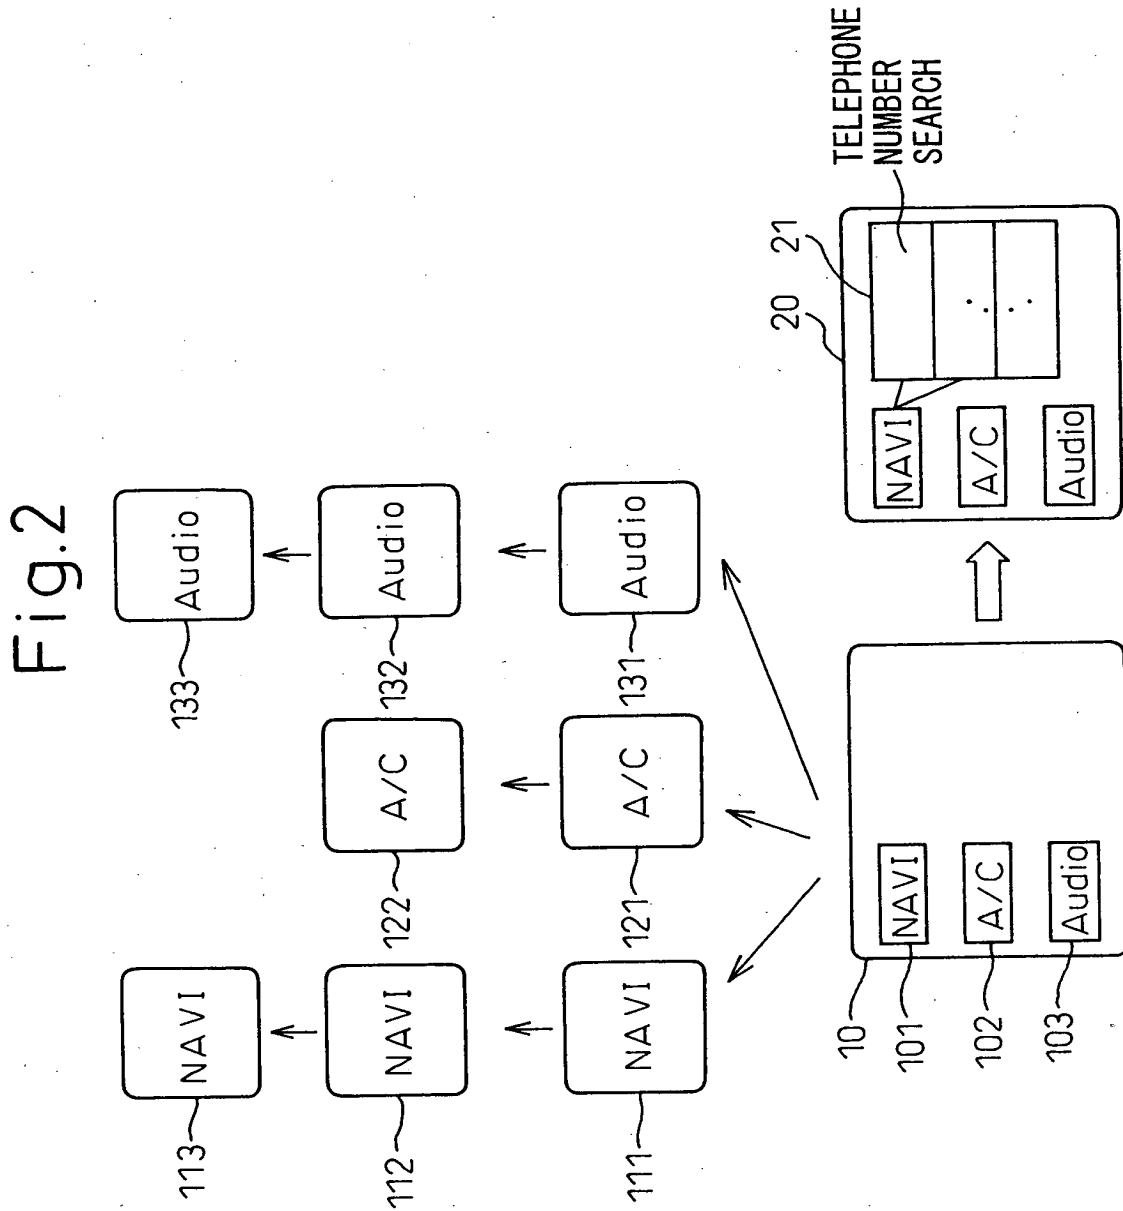 Fig.2
113
NAVI
133
Audio
112
NAVI
122
A/C
132
Audio
111
NAVI
121
A/C
131
Audio
10
101
NAVI
102
A/C
103
Audio
20
21
NAVI
A/C
Audio
TELEPHONE
NUMBER
SEARCH